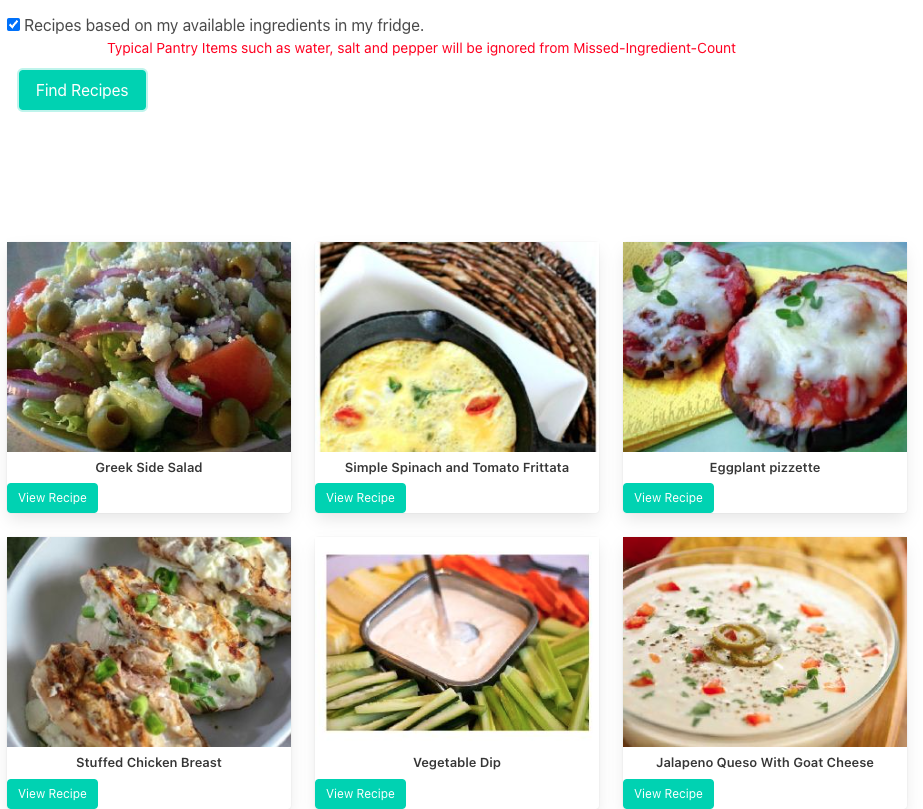 Recipes based on my available ingredients in my fridge.
Typical Pantry Items such as water, salt and pepper will be ignored from Missed-Ingredient-Count
Find Recipes
Greek Side Salad
Simple Spinach and Tomato Frittata
Eggplant pizzette
View Recipe
View Recipe
View Recipe
Stuffed Chicken Breast
Vegetable Dip
Jalapeno Queso With Goat Cheese
View Recipe
View Recipe
View Recipe